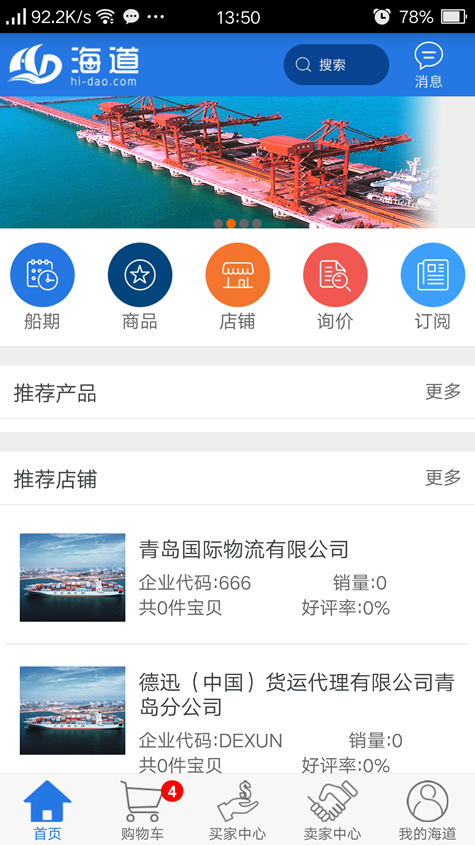 92.2K/s
13:50
78%
海道
hi-dao.com
搜索
消息
船期
商品
店铺
询价
订阅
推荐产品
更多
推荐店铺
更多
青岛国际物流有限公司
企业代码:666
销量:0
共0件宝贝
好评率:0%
德迅（中国）货运代理有限公司青
岛分公司
企业代码:DEXUN
销量:0
共0件宝贝
好评率:0%
4
首页
购物车
买家中心
卖家中心
我的海道